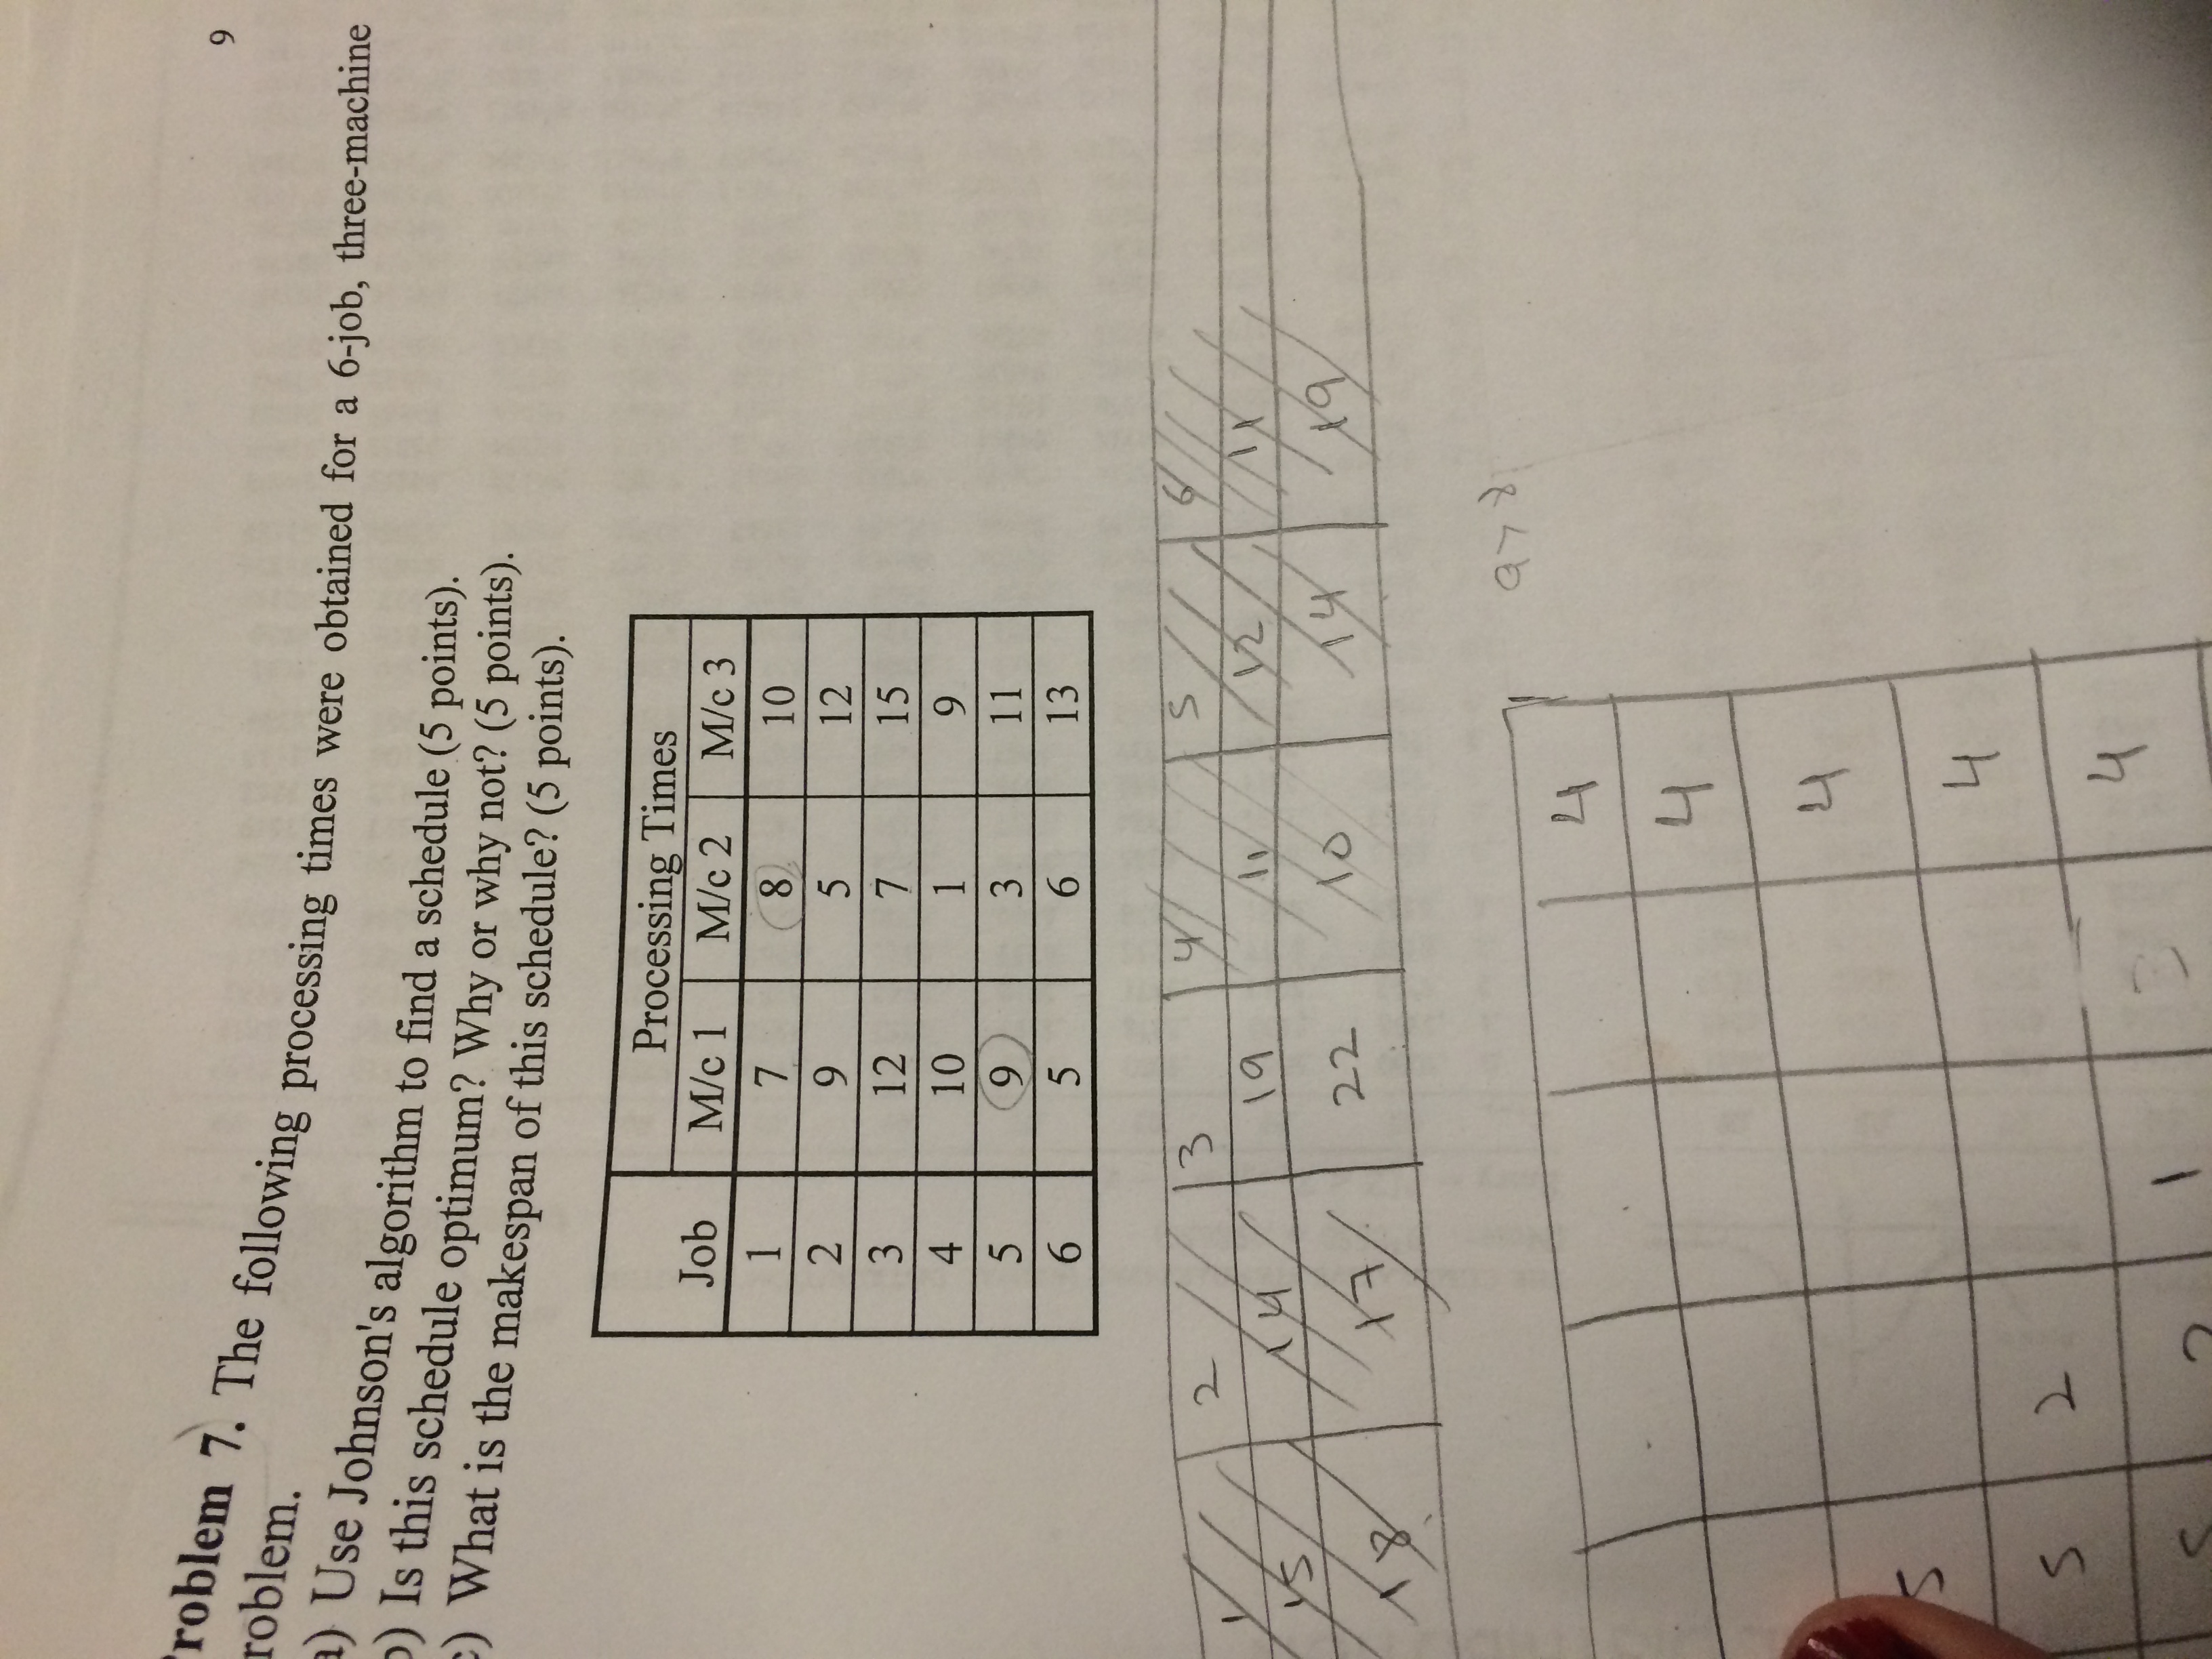 9
roblem 7. The following processing times were obtained for a 6-job, three-machine
roblem.
) Use Johnson's algorithm to find a schedule (5 points).
) Is this schedule optimum? Why or why not? (5 points).
) What is the makespan of this schedule? (5 points).
Processing Times
Job M/c 1 M/c 2 M/c 3
1 7 8 10
2 9 5 12
3 12 7 15
4 10 1 9
5 9 3 11
6 5 6 13
1 2 3 4 5 6
15 14 19 11 12 11
18 17 22 10 14 19
9 > 8
4
4
5 4
5 2 4
5 2 1 3 4